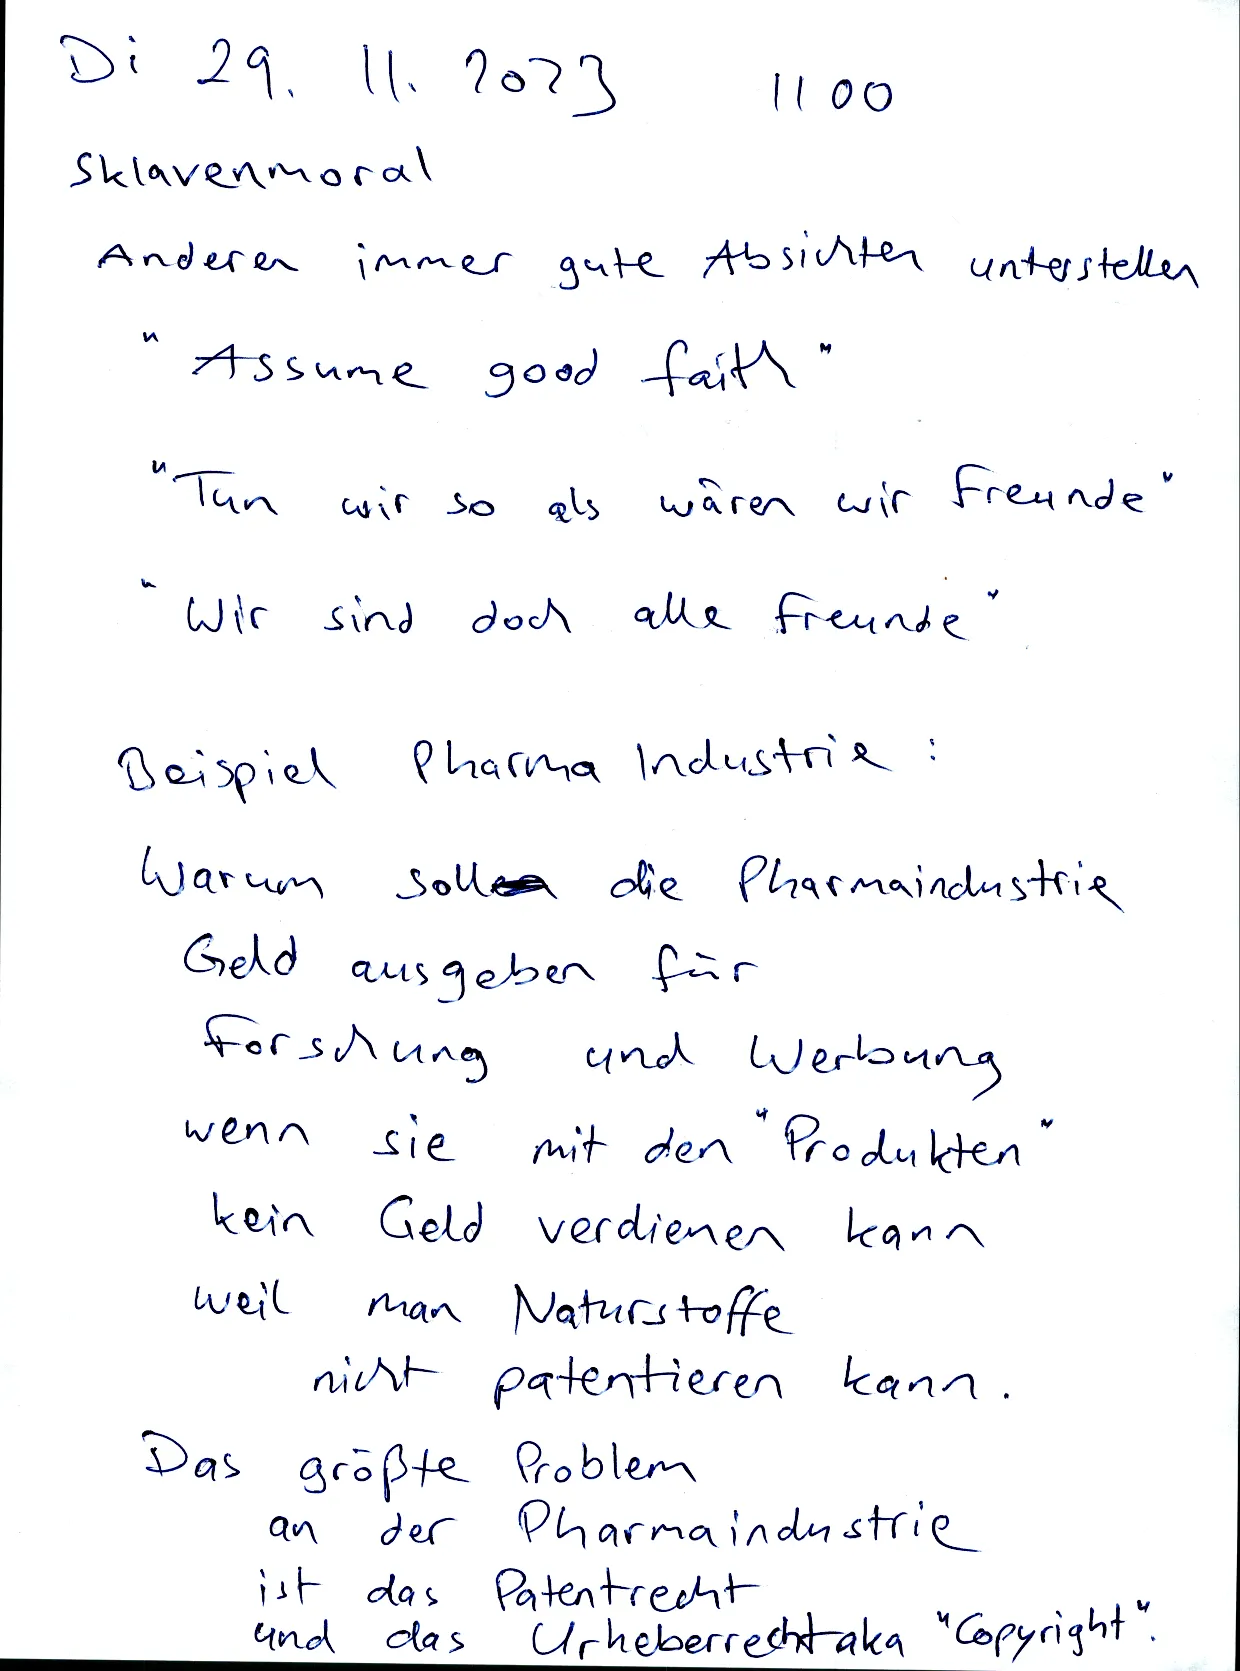 Di 29. 11. 2023 1100
Sklavenmoral
Anderen immer gute Absichten unterstellen
"Assume good faith"
"Tun wir so als wären wir Freunde"
"Wir sind doch alle Freunde"
Beispiel Pharma Industrie:
Warum soll die Pharmaindustrie
Geld ausgeben für
Forschung und Werbung
wenn sie mit den "Produkten"
kein Geld verdienen kann
weil man Naturstoffe
nicht patentieren kann.
Das größte Problem
an der Pharmaindustrie
ist das Patentrecht
und das Urheberrecht aka "Copyright".